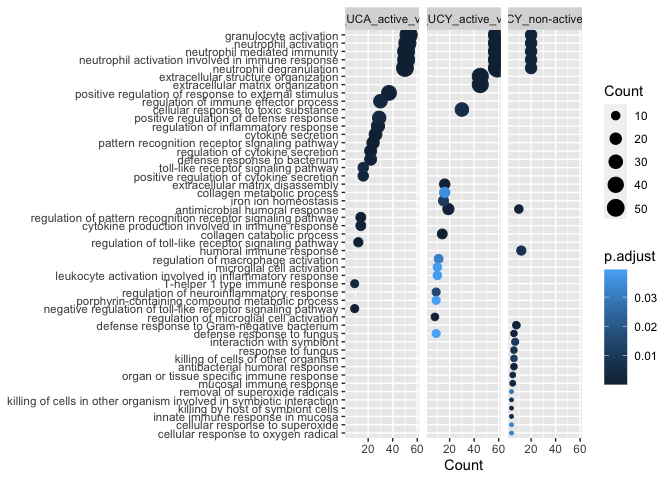 UCA_active_v
UCY_active_v
CY_non-active
granulocyte activation
neutrophil activation
neutrophil mediated immunity
neutrophil activation involved in immune response
neutrophil degranulation
extracellular structure organization
extracellular matrix organization
positive regulation of response to external stimulus
regulation of immune effector process
cellular response to toxic substance
positive regulation of defense response
regulation of inflammatory response
cytokine secretion
pattern recognition receptor signaling pathway
regulation of cytokine secretion
defense response to bacterium
toll-like receptor signaling pathway
positive regulation of cytokine secretion
extracellular matrix disassembly
collagen metabolic process
iron ion homeostasis
antimicrobial humoral response
regulation of pattern recognition receptor signaling pathway
cytokine production involved in immune response
collagen catabolic process
regulation of toll-like receptor signaling pathway
humoral immune response
regulation of macrophage activation
microglial cell activation
leukocyte activation involved in inflammatory response
T-helper 1 type immune response
regulation of neuroinflammatory response
porphyrin-containing compound metabolic process
negative regulation of toll-like receptor signaling pathway
regulation of microglial cell activation
defense response to Gram-negative bacterium
defense response to fungus
interaction with symbiont
response to fungus
killing of cells of other organism
antibacterial humoral response
organ or tissue specific immune response
mucosal immune response
removal of superoxide radicals
killing of cells in other organism involved in symbiotic interaction
killing by host of symbiont cells
innate immune response in mucosa
cellular response to superoxide
cellular response to oxygen radical
20 40 60
20 40 60
20 40 60
Count
Count
10
20
30
40
50
p.adjust
0.03
0.02
0.01